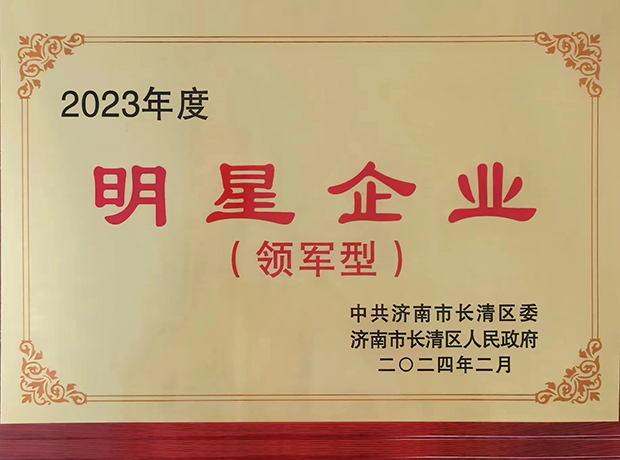 2023年度
明星企业
（领军型）
中共济南市长清区委
济南市长清区人民政府
二〇二四年二月